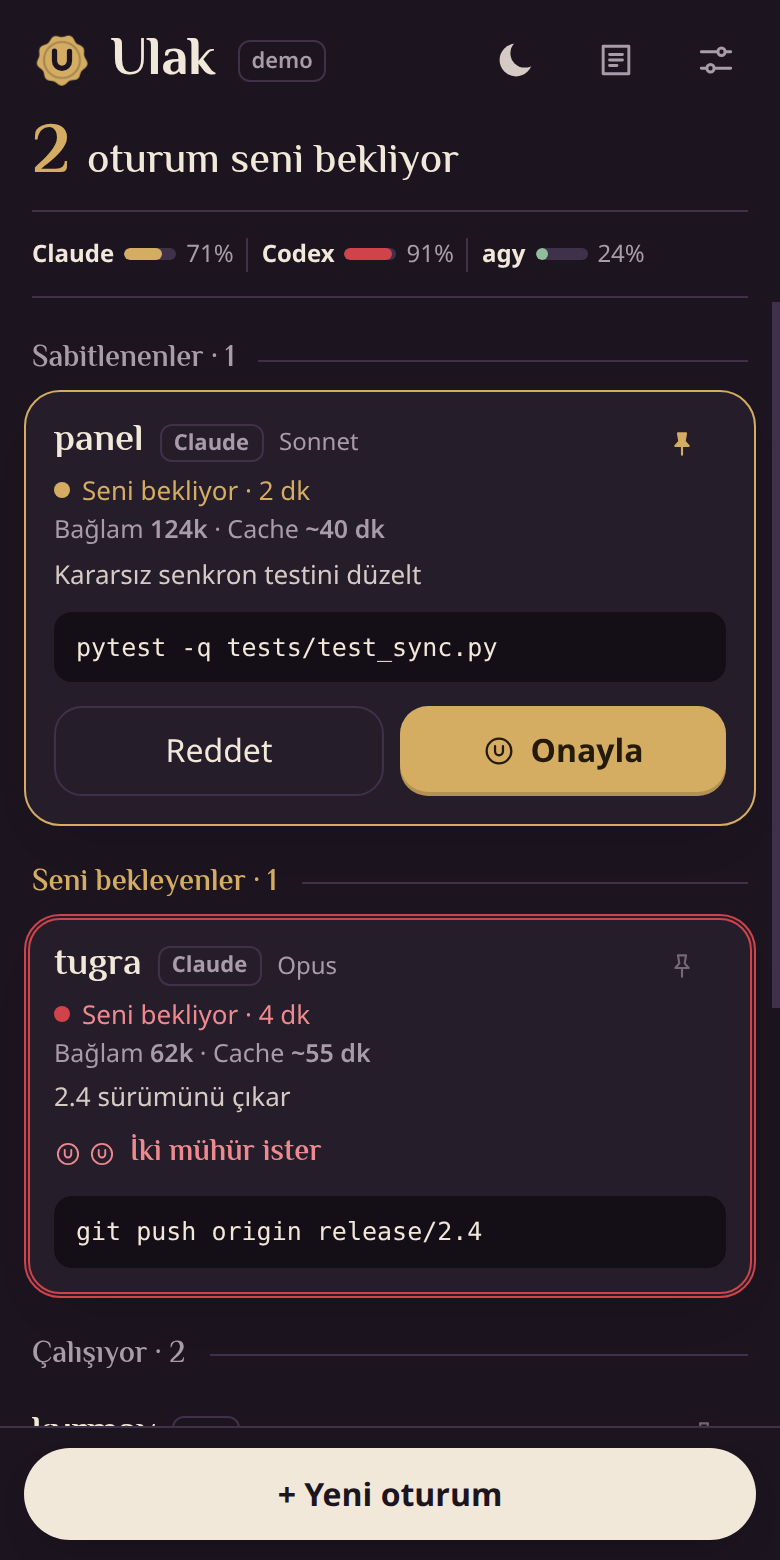 Ulak demo
2 oturum seni bekliyor
Claude 71% Codex 91% agy 24%
Sabitlenenler · 1
panel Claude Sonnet
Seni bekliyor · 2 dk
Bağlam 124k · Cache ~40 dk
Kararsız senkron testini düzelt
pytest -q tests/test_sync.py
Reddet Onayla
Seni bekleyenler · 1
tugra Claude Opus
Seni bekliyor · 4 dk
Bağlam 62k · Cache ~55 dk
2.4 sürümünü çıkar
İki mühür ister
git push origin release/2.4
Çalışıyor · 2
+ Yeni oturum